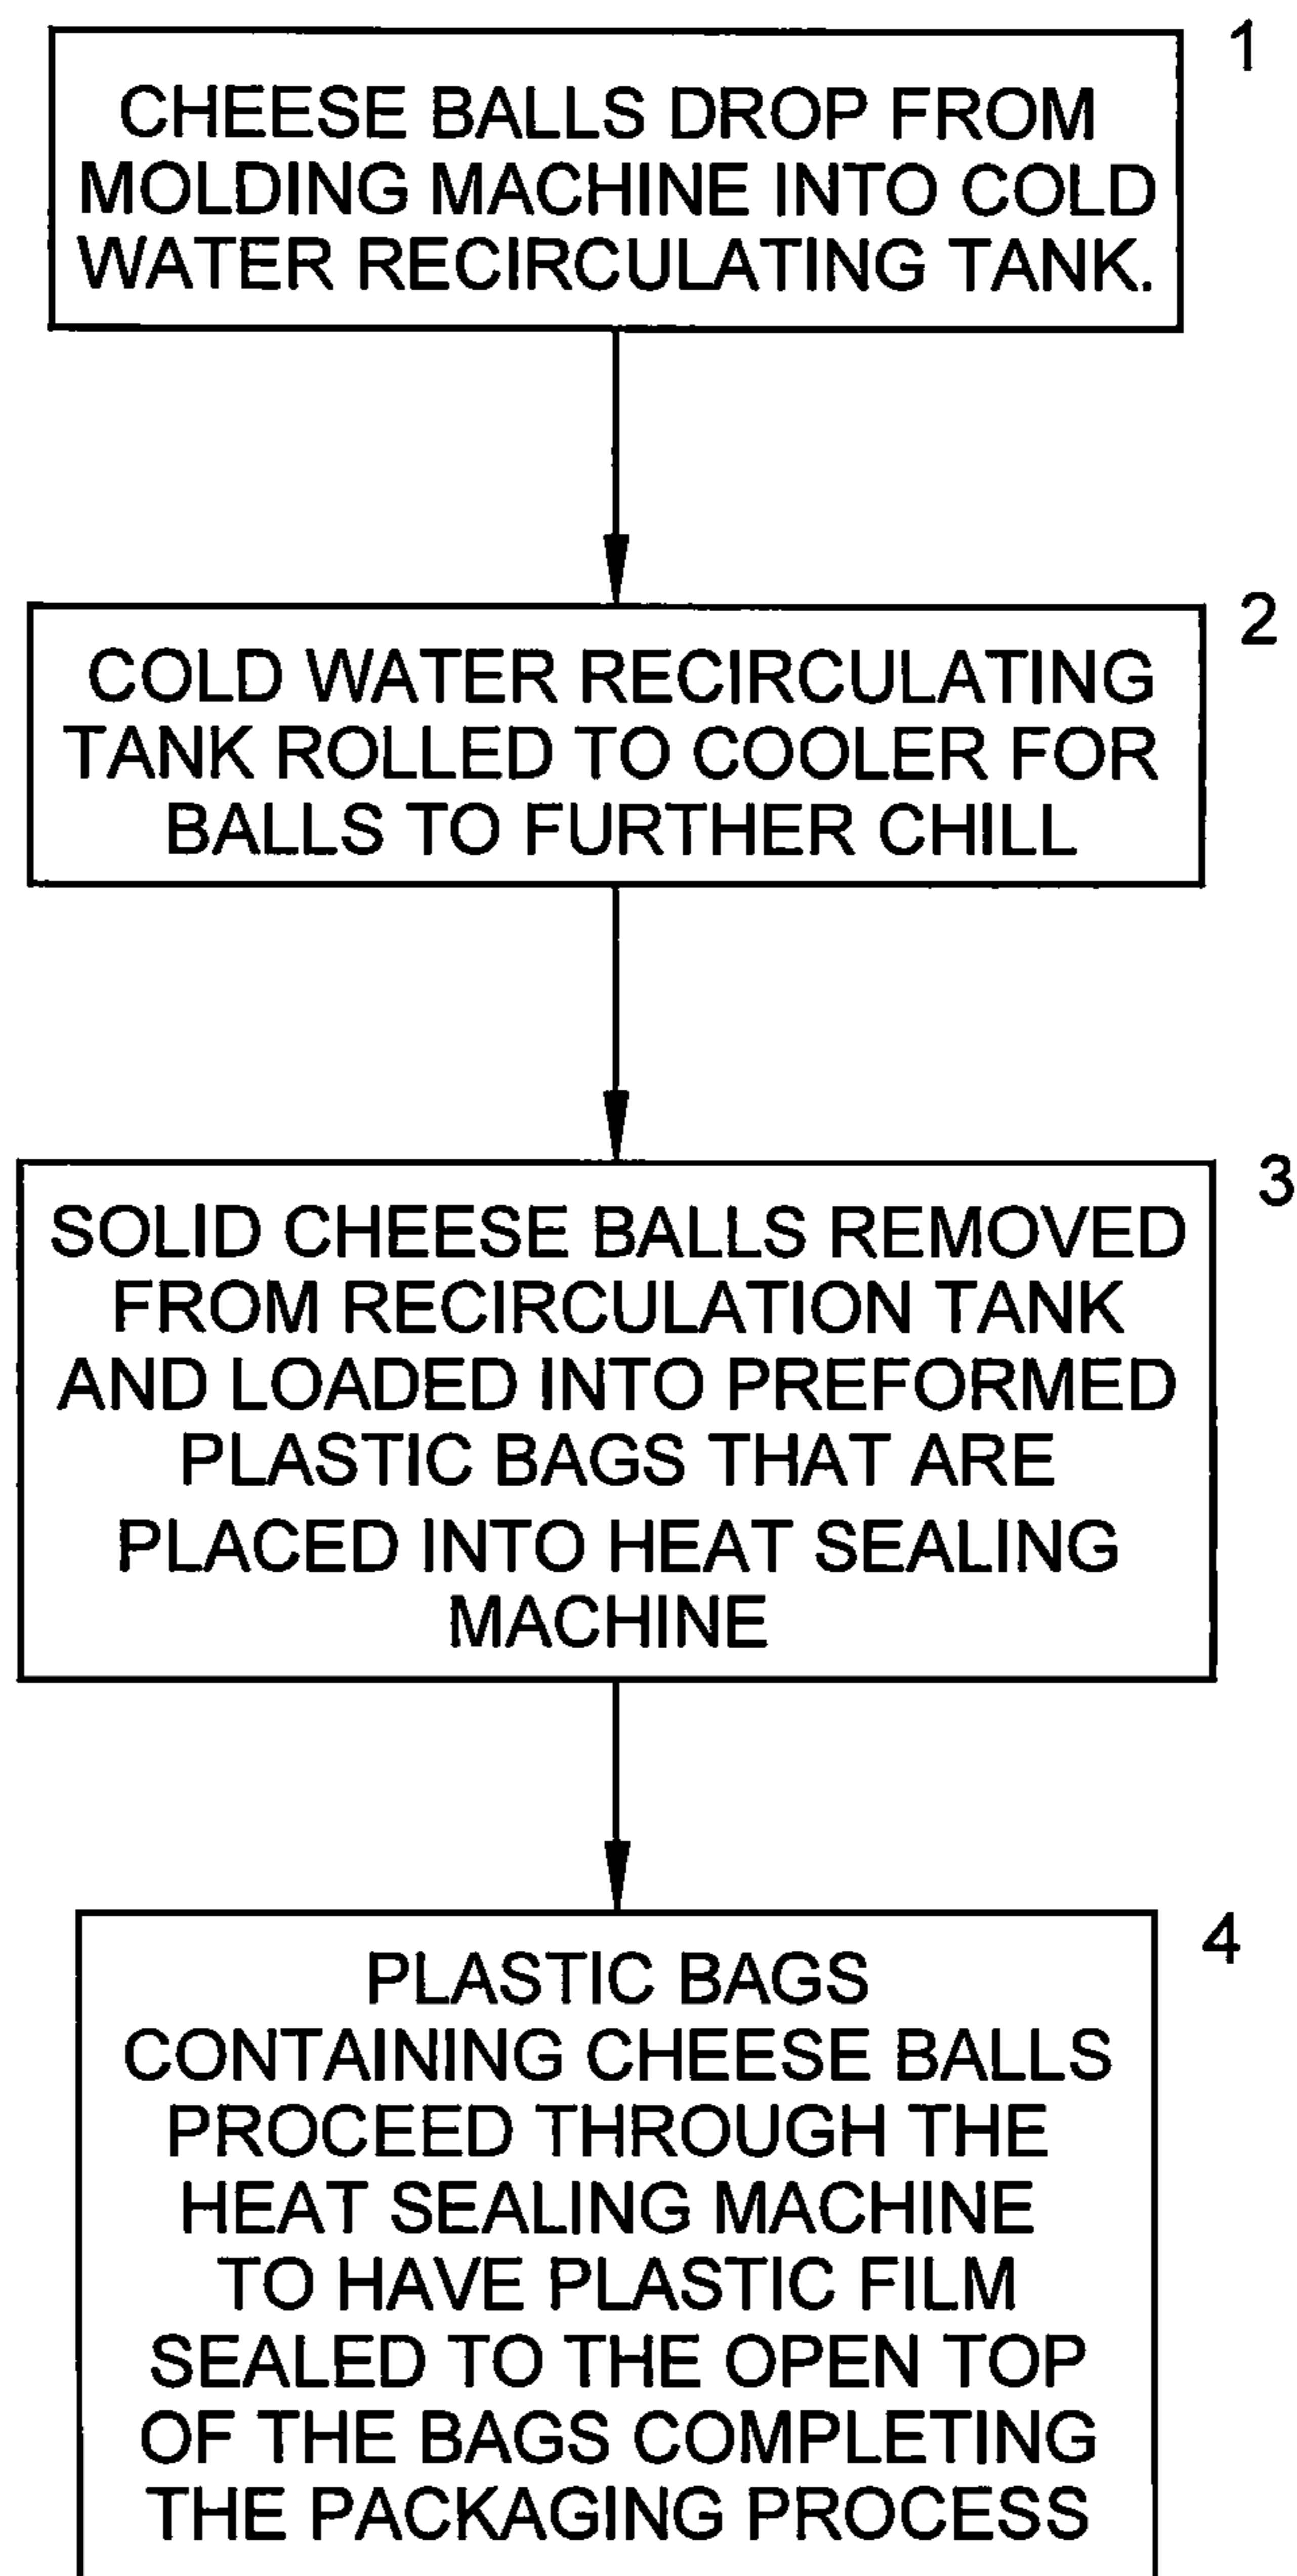 1
CHEESE BALLS DROP FROM
MOLDING MACHINE INTO COLD
WATER RECIRCULATING TANK.
2
COLD WATER RECIRCULATING
TANK ROLLED TO COOLER FOR
BALLS TO FURTHER CHILL
3
SOLID CHEESE BALLS REMOVED
FROM RECIRCULATION TANK
AND LOADED INTO PREFORMED
PLASTIC BAGS THAT ARE
PLACED INTO HEAT SEALING
MACHINE
4
PLASTIC BAGS
CONTAINING CHEESE BALLS
PROCEED THROUGH THE
HEAT SEALING MACHINE
TO HAVE PLASTIC FILM
SEALED TO THE OPEN TOP
OF THE BAGS COMPLETING
THE PACKAGING PROCESS